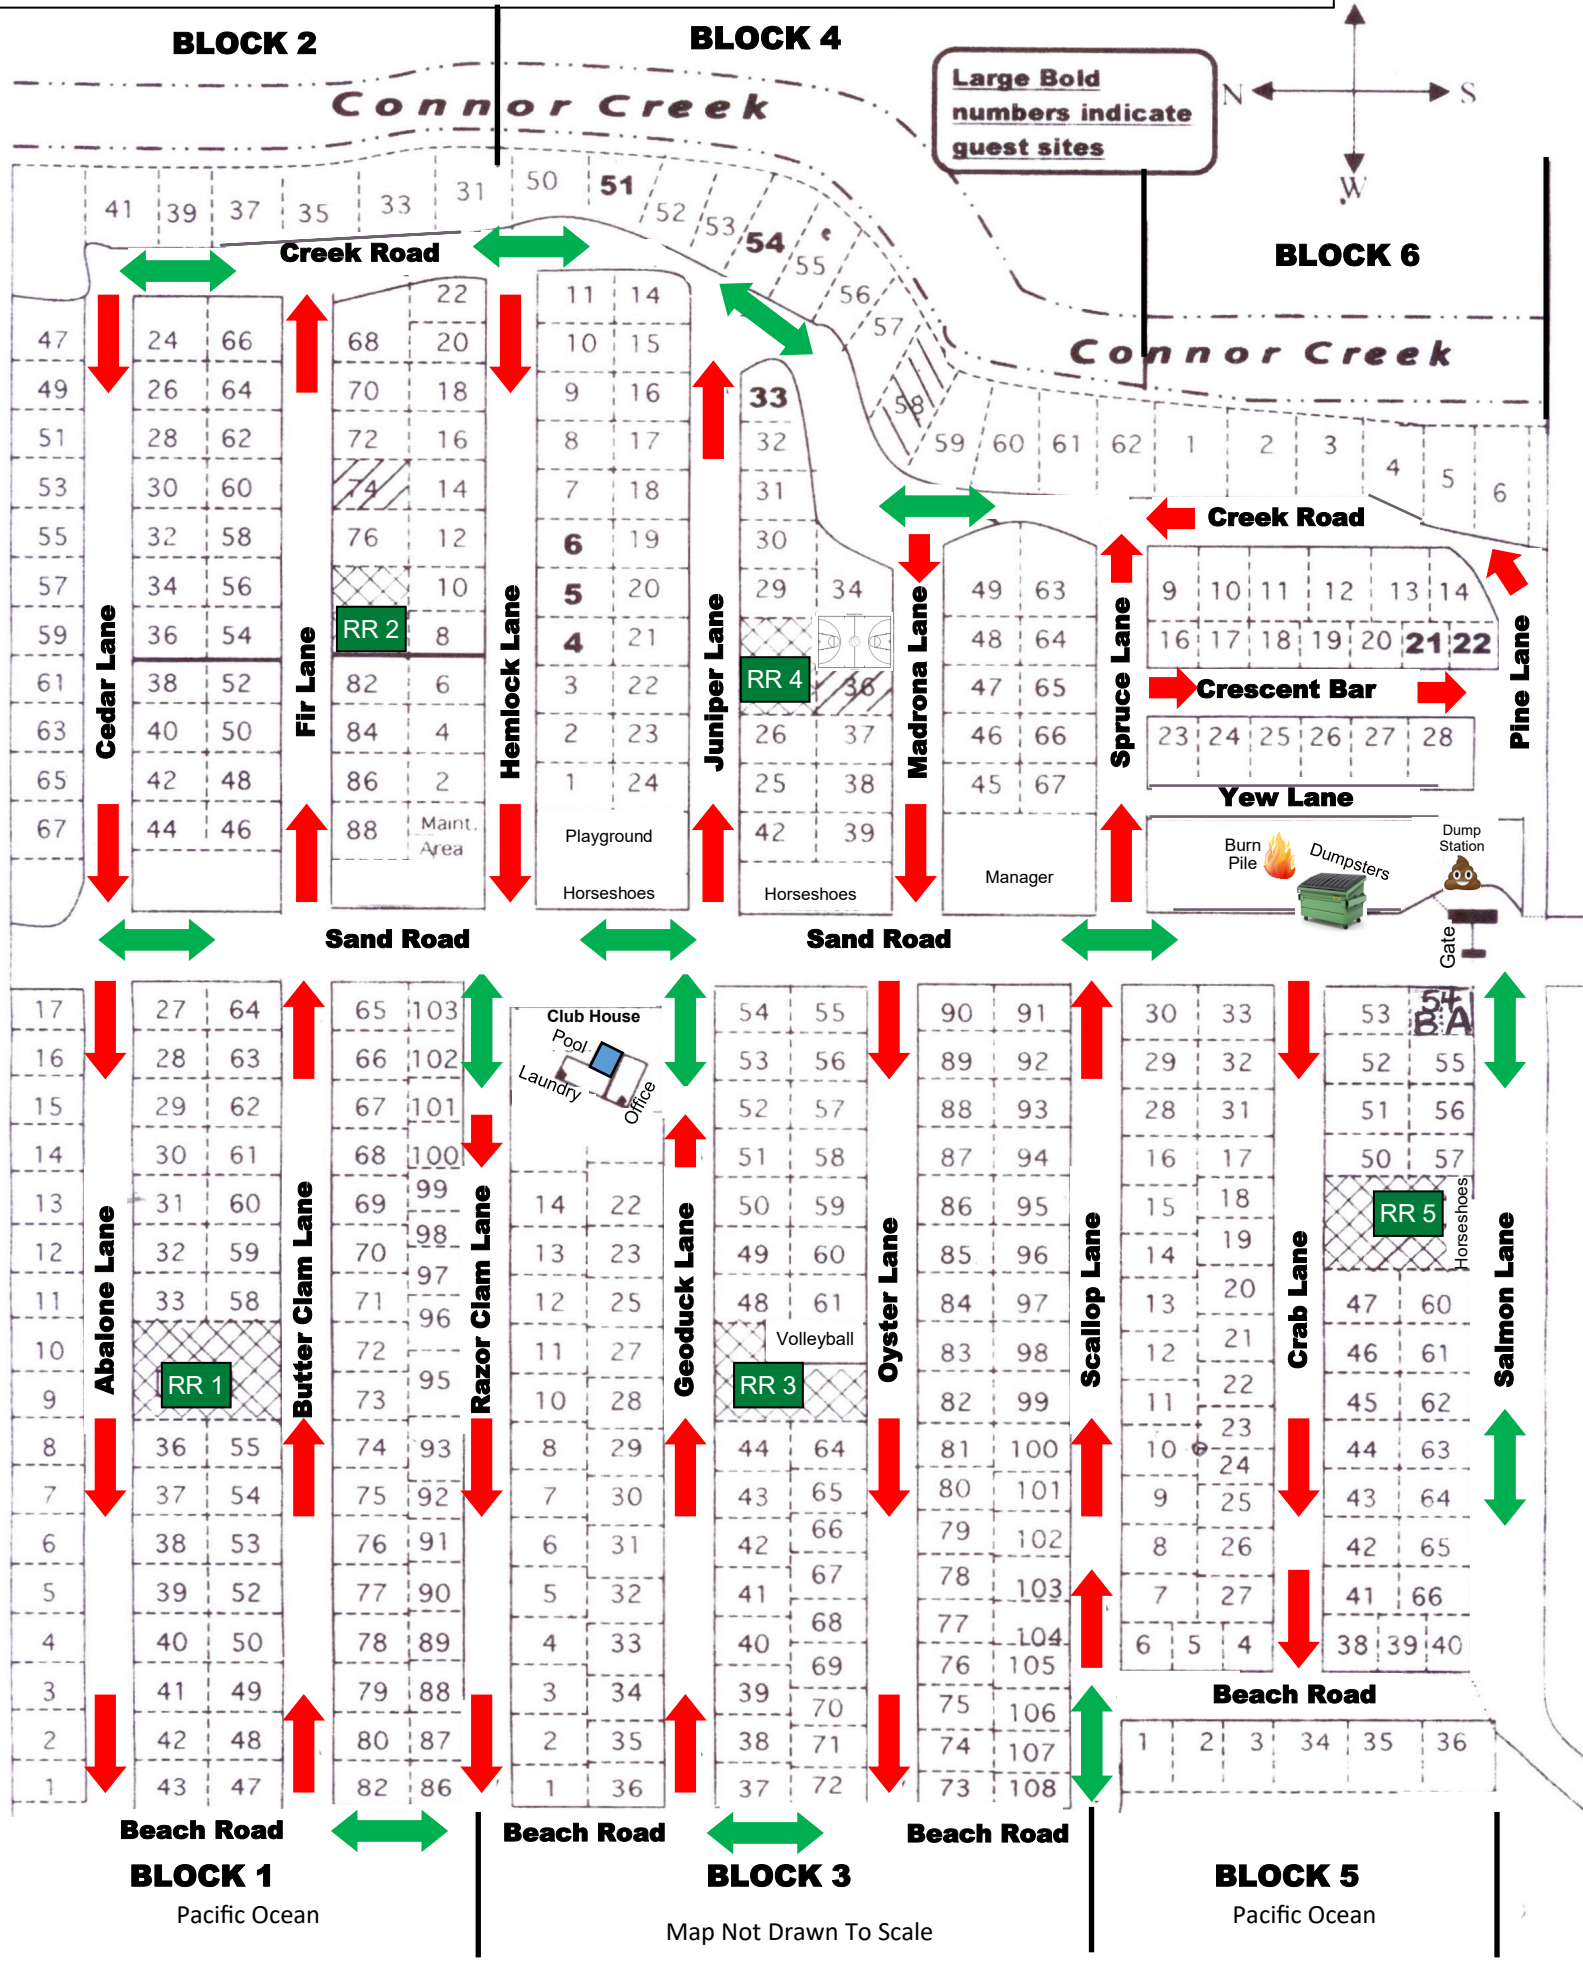 BLOCK 2
BLOCK 4
Connor Creek
Large Bold
numbers indicate
guest sites
N
S
W
BLOCK 6
Connor Creek
41 39 37 35 33 31 50 51 52 53 54 55 56 57 58 59 60 61 62 1 2 3 4 5 6
Creek Road
Creek Road
22 11 14
47 24 66 68 20 10 15
49 26 64 70 18 9 16 33
51 28 62 72 16 8 17 32
53 30 60 74 14 7 18 31
55 32 58 76 12 6 19 30
57 34 56 10 5 20 29 34 49 63 9 10 11 12 13 14
59 36 54 RR 2 8 4 21 48 64 16 17 18 19 20 21 22
61 38 52 82 6 3 22 RR 4 36 47 65
Crescent Bar
63 40 50 84 4 2 23 26 37 46 66 23 24 25 26 27 28
65 42 48 86 2 1 24 25 38 45 67
Yew Lane
67 44 46 88 Maint.
Area
Playground
42 39
Horseshoes
Horseshoes
Manager
Burn
Pile
Dumpsters
Dump
Station
Gate
Cedar Lane
Fir Lane
Hemlock Lane
Juniper Lane
Madrona Lane
Spruce Lane
Pine Lane
Sand Road
Sand Road
17 27 64 65 103 54 55 90 91 30 33 53 54
B A
Club House
Pool
Laundry
Office
16 28 63 66 102 53 56 89 92 29 32 52 55
15 29 62 67 101 52 57 88 93 28 31 51 56
14 30 61 68 100 51 58 87 94 16 17 50 57
13 31 60 69 99 14 22 50 59 86 95 15 18 RR 5
Horseshoes
98
12 32 59 70 13 23 49 60 85 96 14 19
97
11 33 58 71 12 25 48 61 84 97 13 20 47 60
96
10 72 11 27 Volleyball 83 98 12 21 46 61
9 RR 1 73 95 10 28 RR 3 82 99 11 22 45 62
8 36 55 74 93 8 29 44 64 81 100 10 23 44 63
24
7 37 54 75 92 7 30 43 65 80 101 9 25 43 64
6 38 53 76 91 6 31 42 66 79 102 8 26 42 65
5 39 52 77 90 5 32 41 67 78 103 7 27 41 66
4 40 50 78 89 4 33 40 68 77 104 6 5 4 38 39 40
69 76 105
3 41 49 79 88 3 34 39 70 75 106
Beach Road
2 42 48 80 87 2 35 38 71 74 107 1 2 3 34 35 36
1 43 47 82 86 1 36 37 72 73 108
Abalone Lane
Butter Clam Lane
Razor Clam Lane
Geoduck Lane
Oyster Lane
Scallop Lane
Crab Lane
Salmon Lane
Beach Road
Beach Road
Beach Road
BLOCK 1
BLOCK 3
BLOCK 5
Pacific Ocean
Map Not Drawn To Scale
Pacific Ocean